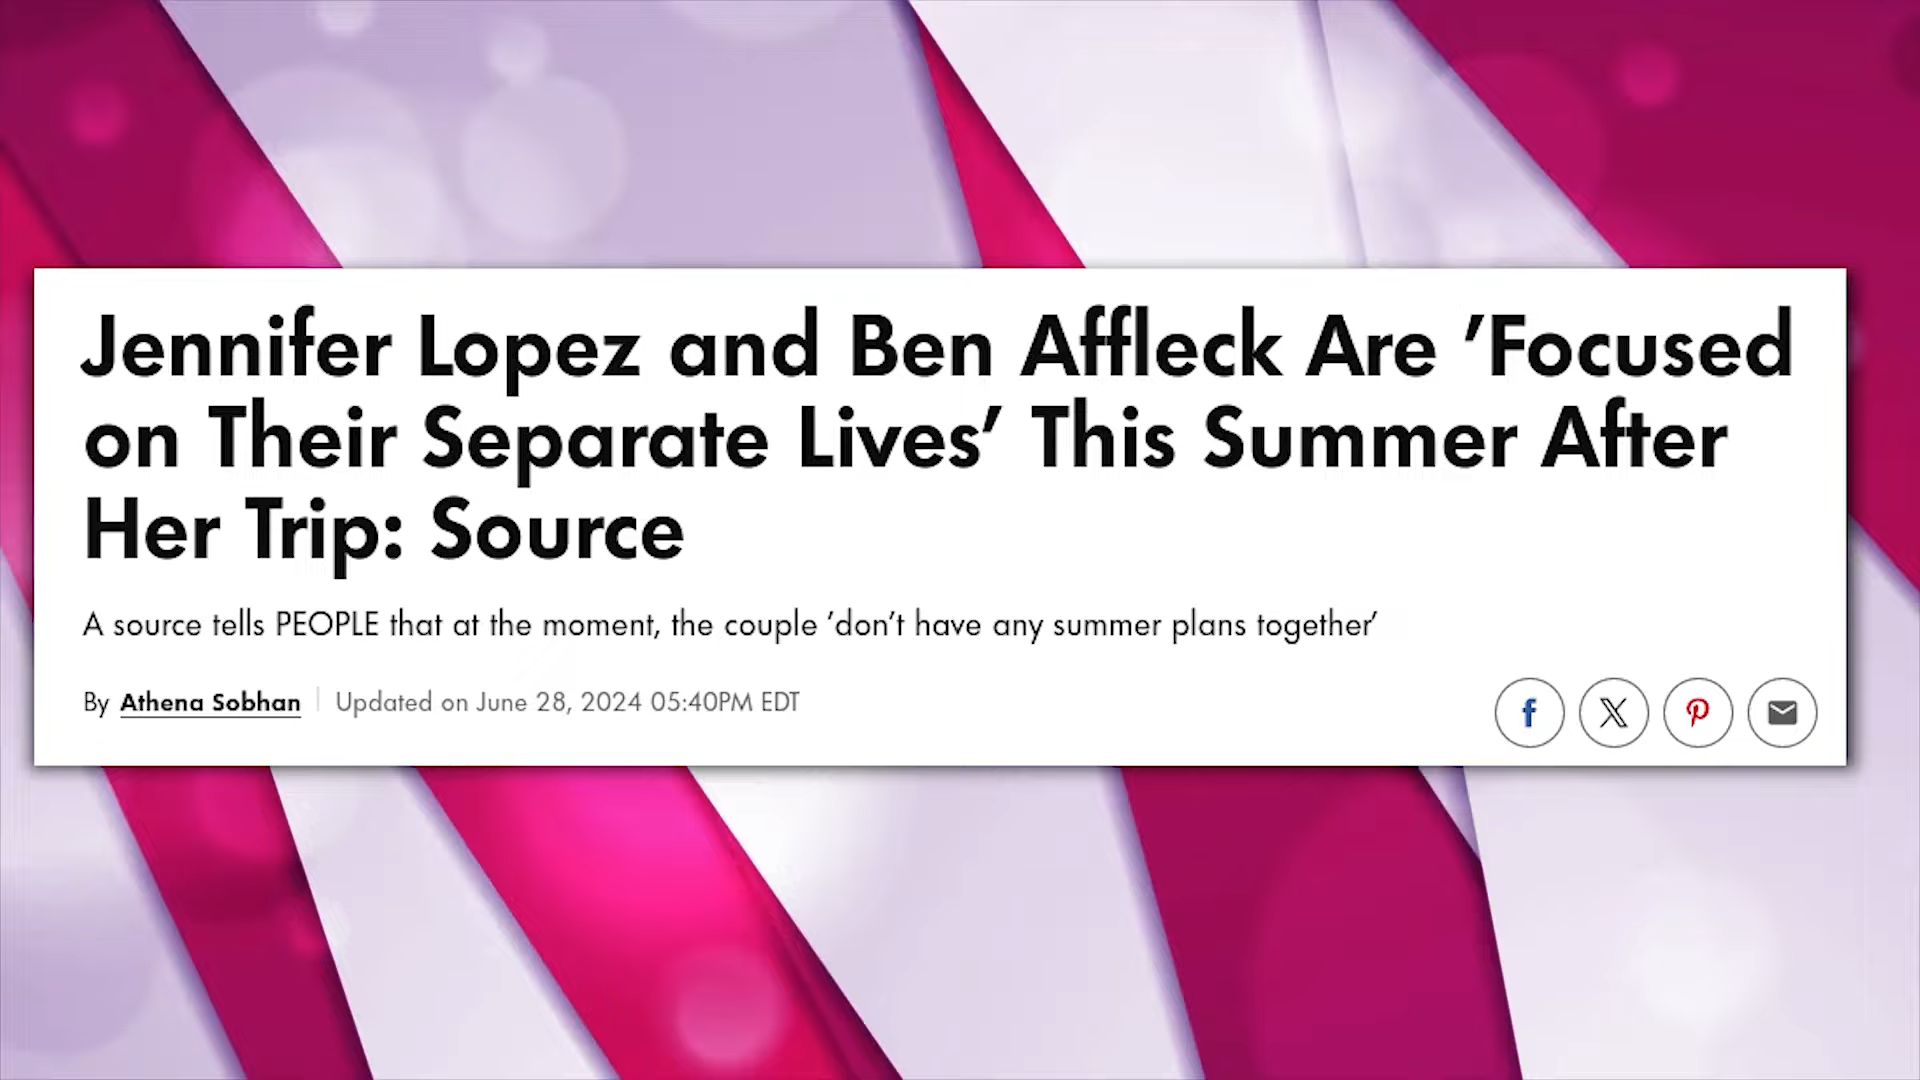 Jennifer Lopez and Ben Affleck Are ’Focused
on Their Separate Lives’ This Summer After
Her Trip: Source
A source tells PEOPLE that at the moment, the couple ’don’t have any summer plans together’
By Athena Sobhan | Updated on June 28, 2024 05:40PM EDT